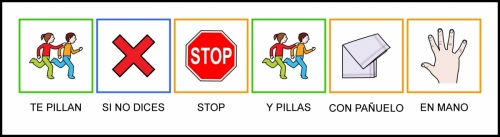 STOP
TE PILLAN SI NO DICES STOP Y PILLAS CON PAÑUELO EN MANO